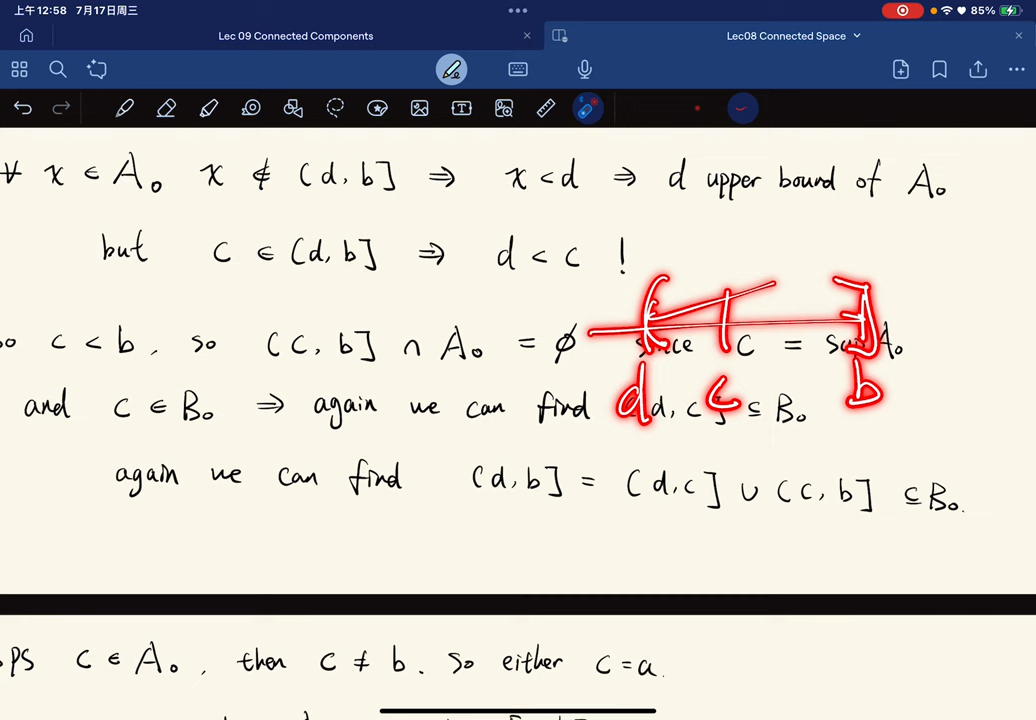 上午12:58 7月17日周三
85%
Lec 09 Connected Components
Lec08 Connected Space
∀ x ∈ A₀ x ∉ (d, b] ⇒ x < d ⇒ d upper bound of A₀
but c ∈ (d, b] ⇒ d < c !
so c < b, so (c, b] ∩ A₀ = ∅ since c = sup A₀
and c ∈ B₀ ⇒ again we can find (d, c] ⊆ B₀
d c b
again we can find (d, b] = (d, c] ∪ (c, b] ⊆ B₀.
PS c ∈ A₀, then c ≠ b. so either c = a.